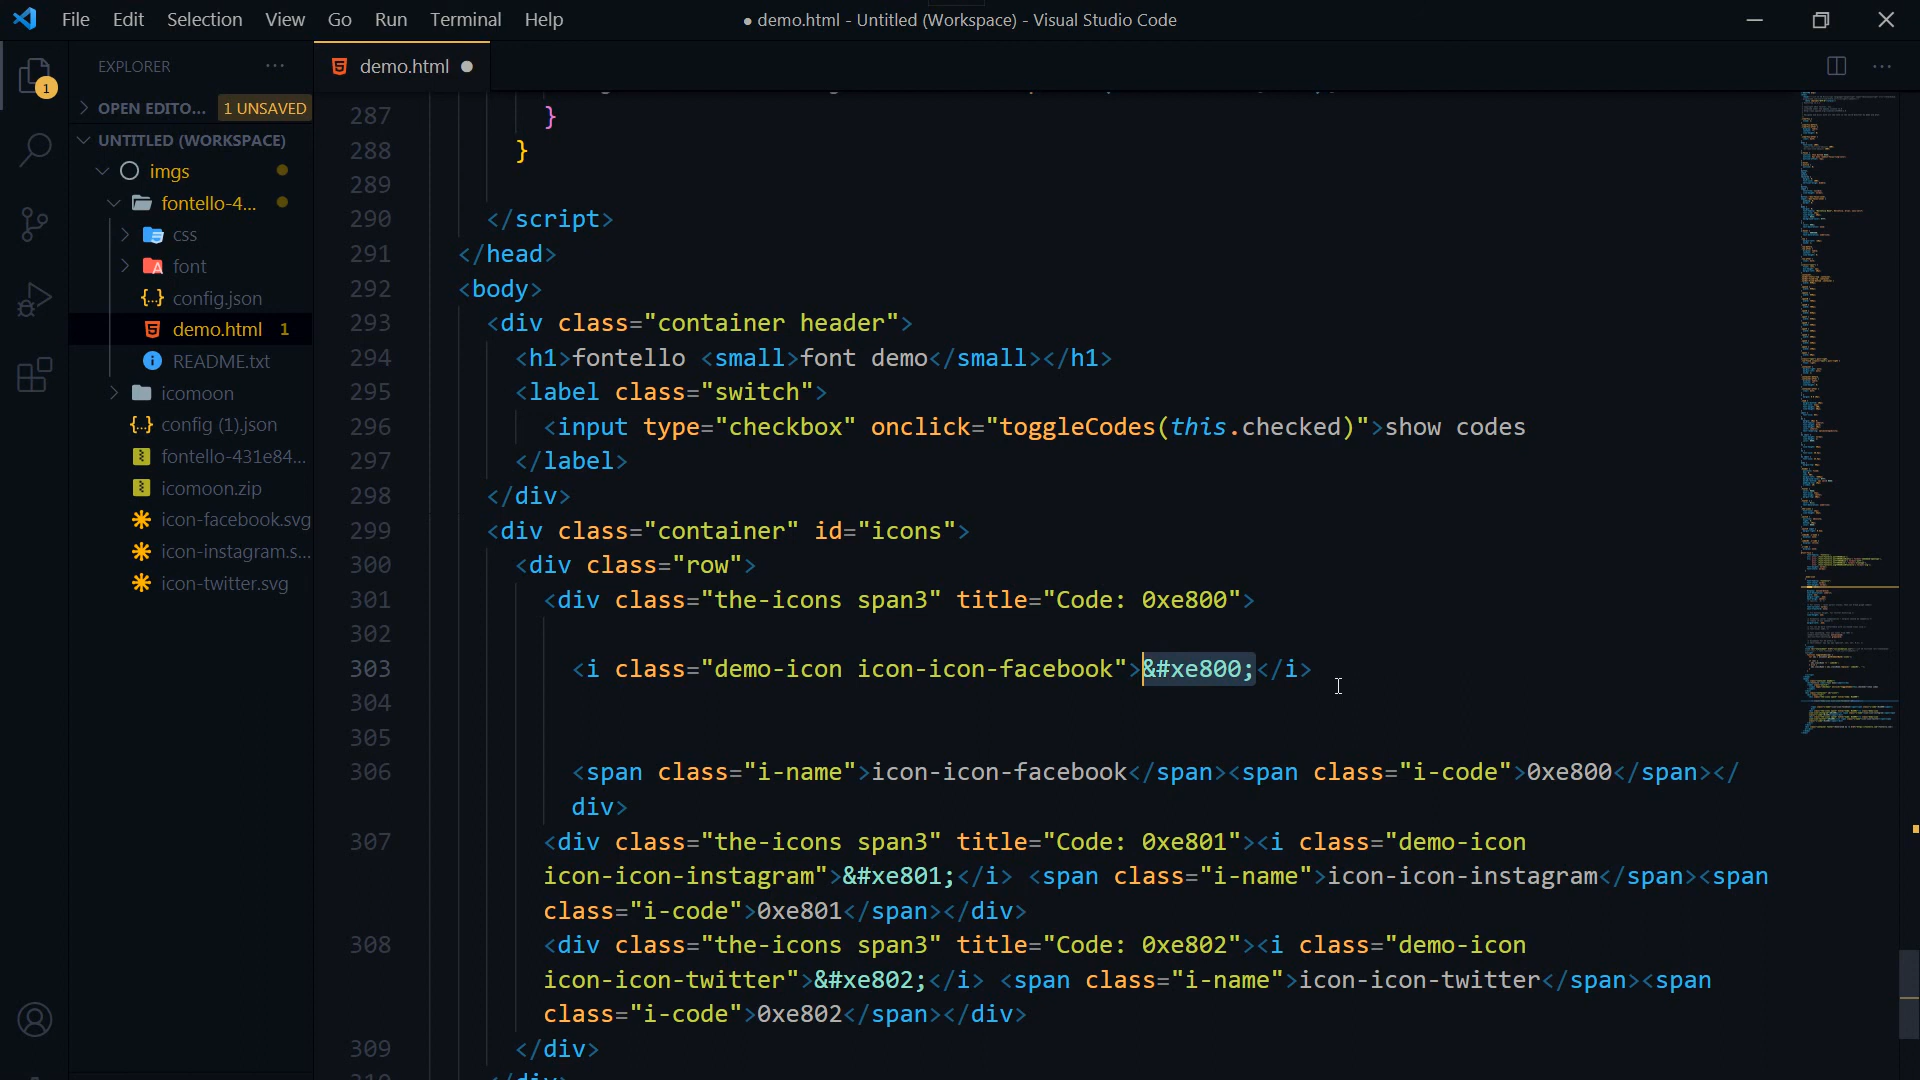 File Edit Selection View Go Run Terminal Help
● demo.html - Untitled (Workspace) - Visual Studio Code
1
EXPLORER
OPEN EDITO... 1 UNSAVED
UNTITLED (WORKSPACE)
imgs
fontello-4...
css
font
config.json
demo.html 1
README.txt
icomoon
config (1).json
fontello-431e84...
icomoon.zip
icon-facebook.svg
icon-instagram.s...
icon-twitter.svg
demo.html
287 }
288 }
289
290 </script>
291 </head>
292 <body>
293 <div class="container header">
294 <h1>fontello <small>font demo</small></h1>
295 <label class="switch">
296 <input type="checkbox" onclick="toggleCodes(this.checked)">show codes
297 </label>
298 </div>
299 <div class="container" id="icons">
300 <div class="row">
301 <div class="the-icons span3" title="Code: 0xe800">
302
303 <i class="demo-icon icon-icon-facebook">&#xe800;</i>
304
305
306 <span class="i-name">icon-icon-facebook</span><span class="i-code">0xe800</span></
div>
307 <div class="the-icons span3" title="Code: 0xe801"><i class="demo-icon
icon-icon-instagram">&#xe801;</i> <span class="i-name">icon-icon-instagram</span><span
class="i-code">0xe801</span></div>
308 <div class="the-icons span3" title="Code: 0xe802"><i class="demo-icon
icon-icon-twitter">&#xe802;</i> <span class="i-name">icon-icon-twitter</span><span
class="i-code">0xe802</span></div>
309 </div>